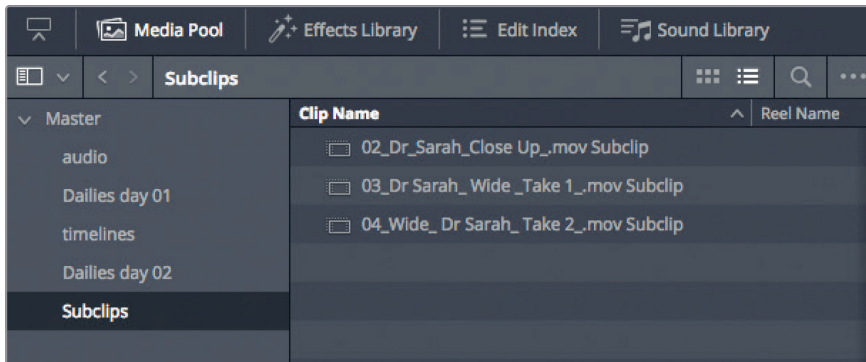 Media Pool Effects Library Edit Index Sound Library
Subclips
Master
audio
Dailies day 01
timelines
Dailies day 02
Subclips
Clip Name Reel Name
02_Dr_Sarah_Close Up_.mov Subclip
03_Dr Sarah_ Wide _Take 1_.mov Subclip
04_Wide_ Dr Sarah_ Take 2_.mov Subclip